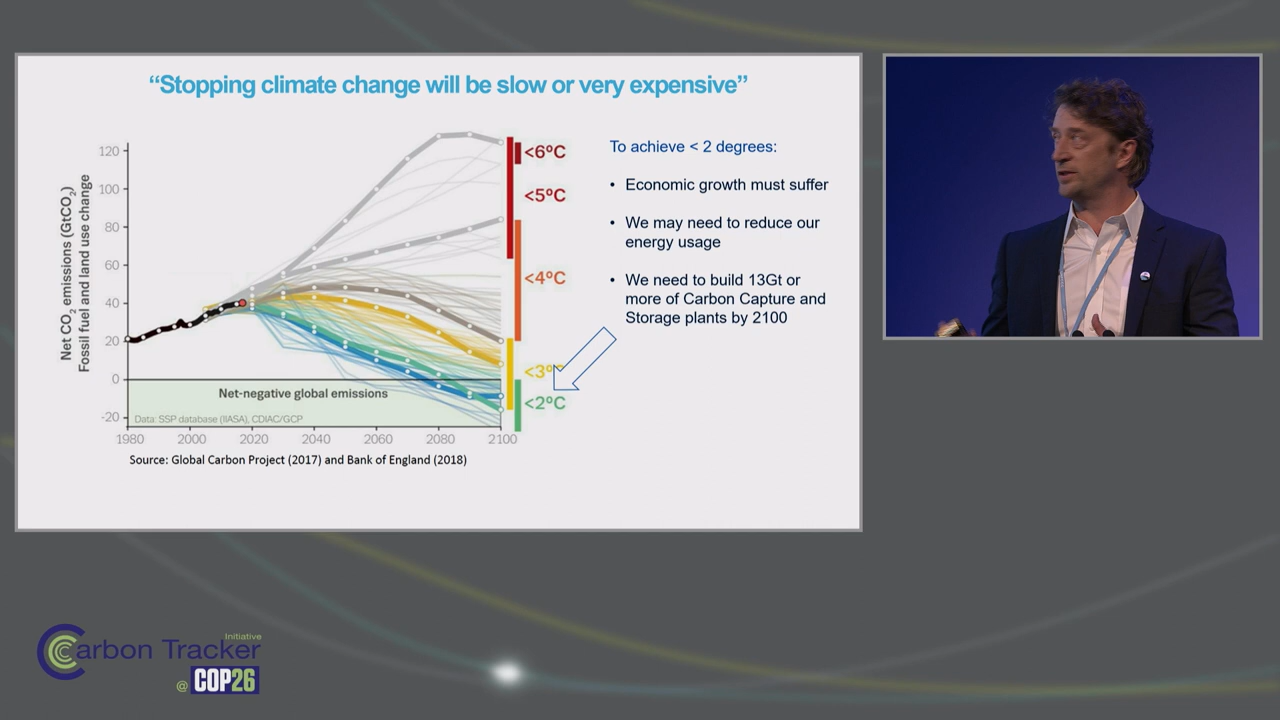 “Stopping climate change will be slow or very expensive”
Net CO2 emissions (GtCO2)
Fossil fuel and land use change
120
100
80
60
40
20
0
-20
1980
2000
2020
2040
2060
2080
2100
<6ºC
<5ºC
<4ºC
<3º
<2ºC
Net-negative global emissions
Data: SSP database (IIASA), CDIAC/GCP
Source: Global Carbon Project (2017) and Bank of England (2018)
To achieve < 2 degrees:
• Economic growth must suffer
• We may need to reduce our
energy usage
• We need to build 13Gt or
more of Carbon Capture and
Storage plants by 2100
Carbon Tracker
Initiative
@ COP26